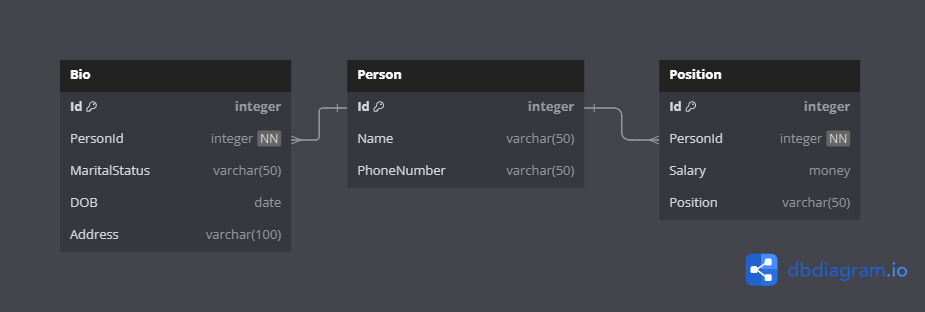 Bio
Id integer
PersonId integer NN
MaritalStatus varchar(50)
DOB date
Address varchar(100)
Person
Id integer
Name varchar(50)
PhoneNumber varchar(50)
Position
Id integer
PersonId integer NN
Salary money
Position varchar(50)
dbdiagram.io